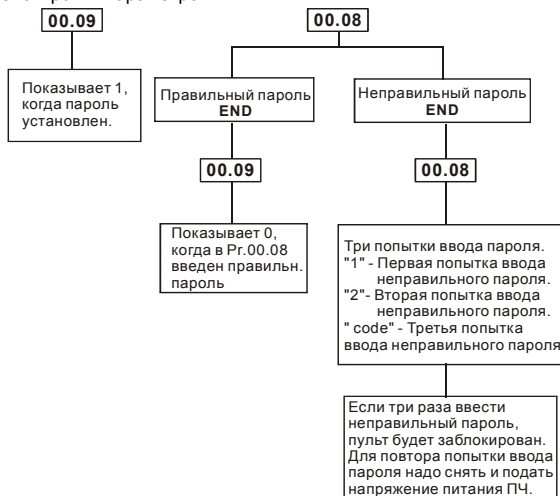 00.09
Показывает 1,
когда пароль
установлен.
00.08
Правильный пароль
END
00.09
Показывает 0,
когда в Pr.00.08
введен правильн.
пароль
Неправильный пароль
END
00.08
Три попытки ввода пароля.
"1" - Первая попытка ввода
неправильного пароля.
"2"- Вторая попытка ввода
неправильного пароля.
" code" - Третья попытка
ввода неправильного пароля
Если три раза ввести
неправильный пароль,
пульт будет заблокирован.
Для повтора попытки ввода
пароля надо снять и подать
напряжение питания ПЧ.